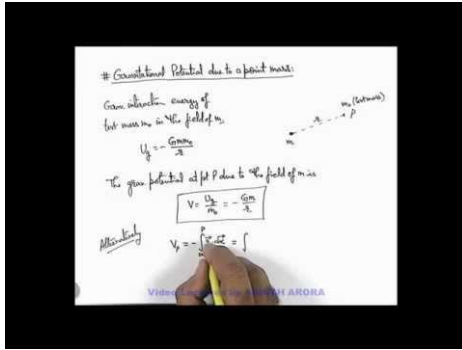 # Gravitational Potential due to a point mass:
Grav. interaction energy of
test mass m₀ in the field of m,
U_g = - Gmm₀/r
m₀ (test mass)
r
P
m
The grav. potential at pt P due to the field of m is
V = U_g/m₀ = - Gm/r
Alternatively
V_p = - ∫ = ∫
Video Lectures by ASHISH ARORA